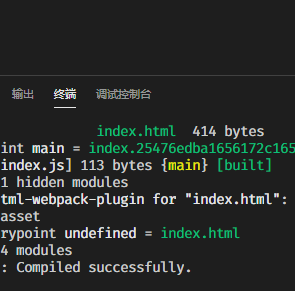 输出 终端 调试控制台
index.html 414 bytes
int main = index.25476edba1656172c165
index.js] 113 bytes {main} [built]
1 hidden modules
tml-webpack-plugin for "index.html":
asset
rypoint undefined = index.html
4 modules
: Compiled successfully.